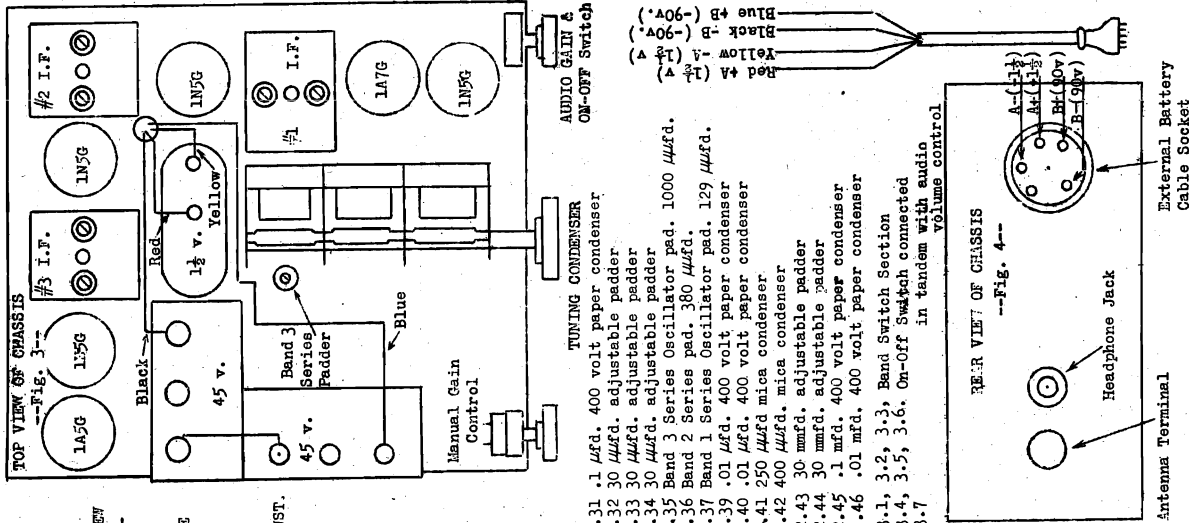 TOP VIEW OF CHASSIS
--Fig. 3--
1A5G
1N5G
#3 I.F.
1N5G
#2 I.F.
1N5G
Black
Red
45 v.
1½ v.
Yellow
#1 I.F.
45 v.
Band 3
Series
Padder
1A7G
Blue
1N5G
Manual Gain
Control
TUNING CONDENSER
AUDIO GAIN &
ON-OFF Switch
UST.
.31 .1 µfd. 400 volt paper condenser
.32 30 µµfd. adjustable padder
.33 30 µµfd. adjustable padder
.34 30 µµfd. adjustable padder
.35 Band 3 Series Oscillator pad. 1000 µµfd.
.36 Band 2 Series pad. 380 µµfd.
.37 Band 1 Series Oscillator pad. 129 µµfd.
.39 .01 µfd. 400 volt paper condenser
.40 .01 µfd. 400 volt paper condenser
.41 250 µµfd mica condenser
.42 400 µµfd. mica condenser
2.43 30 mmfd. adjustable padder
2.44 30 mmfd. adjustable padder
2.45 .1 mfd. 400 volt paper condenser
.46 .01 mfd. 400 volt paper condenser
3.1, 3.2, 3.3, Band Switch Section
3.4, 3.5, 3.6. On-Off Switch connected
3.7 in tandem with audio
volume control
Red +A (1½ v)
Yellow -A (1½ v)
Black -B (-90v.)
Blue +B (-90v.)
REAR VIEW OF CHASSIS
--Fig. 4--
A-(-1½)
A+(+1½)
B+(90v)
B-(90v)
Antenna Terminal
Headphone Jack
External Battery
Cable Socket